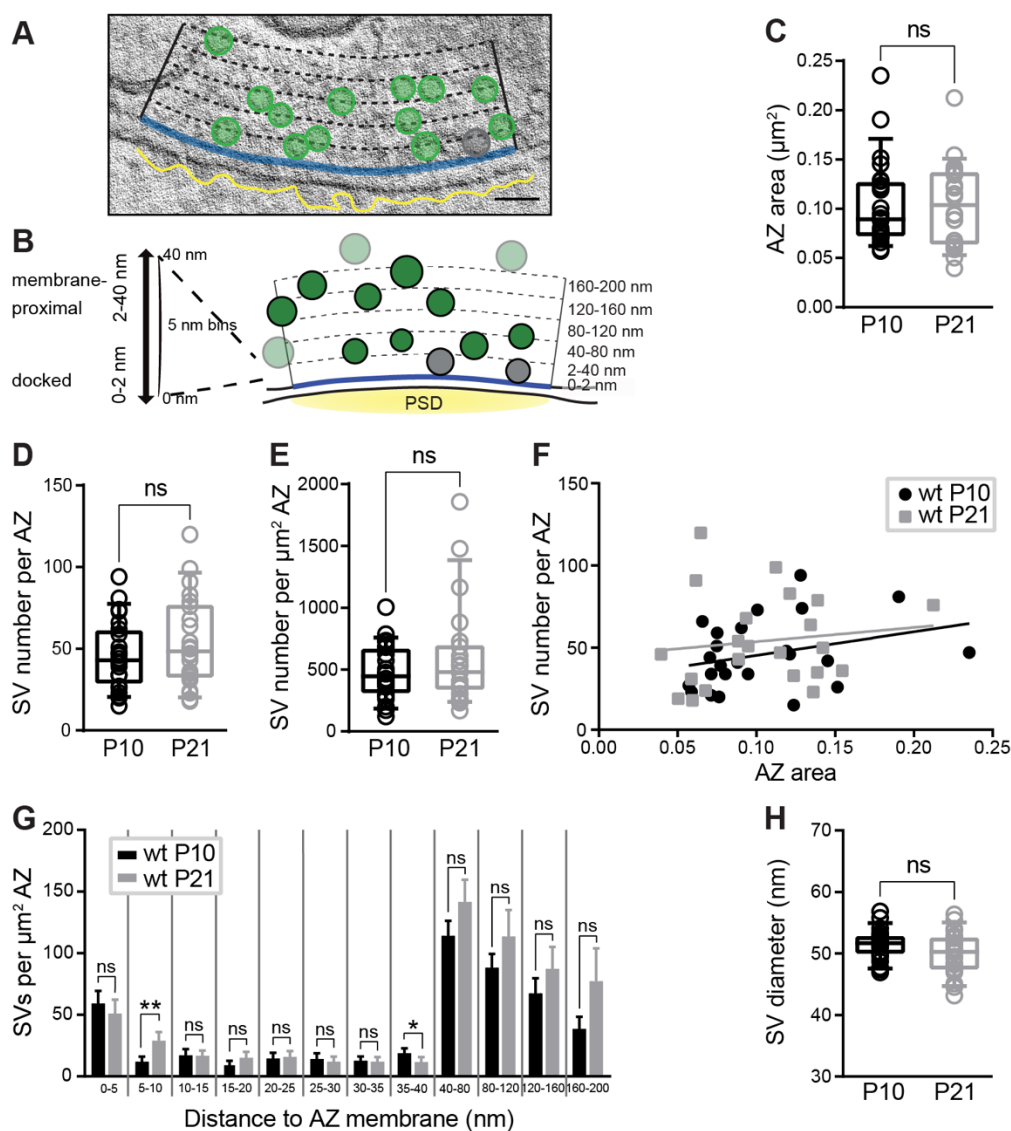 A
B
membrane-
proximal
docked
2-40 nm
0-2 nm
40 nm
5 nm bins
0 nm
160-200 nm
120-160 nm
80-120 nm
40-80 nm
2-40 nm
0-2 nm
PSD
C
ns
AZ area (µm²)
0.25
0.20
0.15
0.10
0.05
0.00
P10 P21
D
ns
SV number per AZ
150
100
50
0
P10 P21
E
ns
SV number per µm² AZ
2000
1500
1000
500
0
P10 P21
F
wt P10
wt P21
SV number per AZ
150
100
50
0
0.00 0.05 0.10 0.15 0.20 0.25
AZ area
G
wt P10
wt P21
SVs per µm² AZ
200
150
100
50
0
ns ** ns ns ns ns ns * ns ns ns ns
0-5 5-10 10-15 15-20 20-25 25-30 30-35 35-40 40-80 80-120 120-160 160-200
Distance to AZ membrane (nm)
H
ns
SV diameter (nm)
70
60
50
40
30
P10 P21